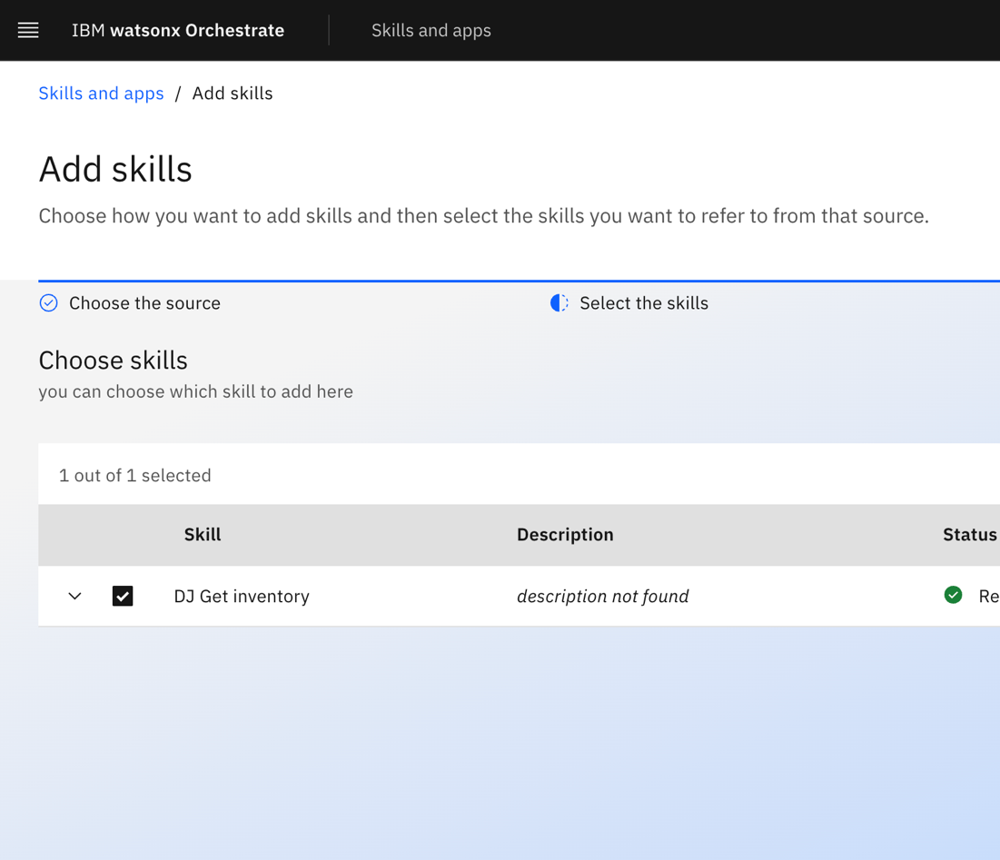 IBM watsonx Orchestrate Skills and apps
Skills and apps / Add skills
Add skills
Choose how you want to add skills and then select the skills you want to refer to from that source.
Choose the source Select the skills
Choose skills
you can choose which skill to add here
1 out of 1 selected
Skill Description Status
DJ Get inventory description not found Re